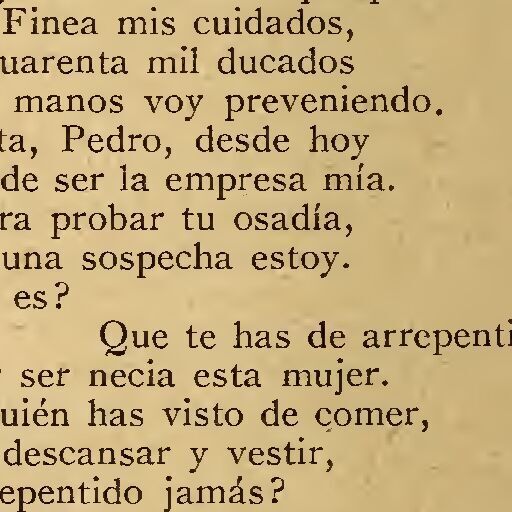 Finea mis cuidados,
uarenta mil ducados
manos voy preveniendo.
ta, Pedro, desde hoy
de ser la empresa mía.
ra probar tu osadía,
una sospecha estoy.
es?
Que te has de arrepenti
ser necia esta mujer.
uién has visto de comer,
descansar y vestir,
epentido jamás?